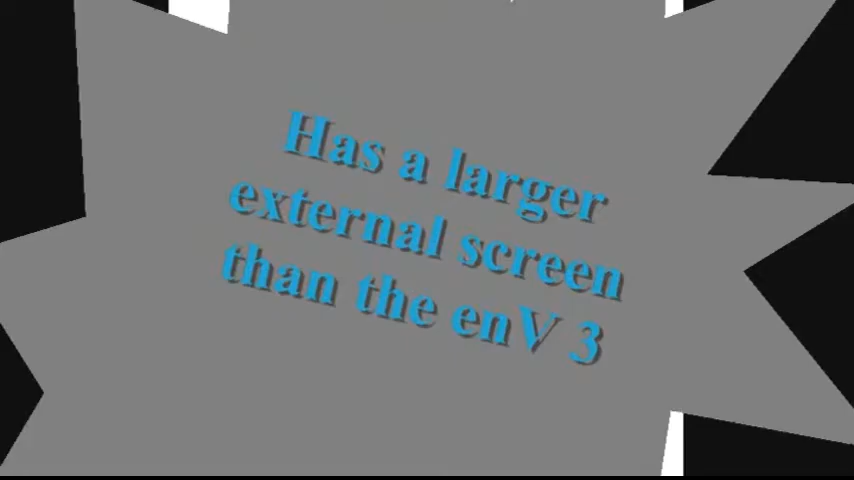 Has a larger
external screen
than the enV 3